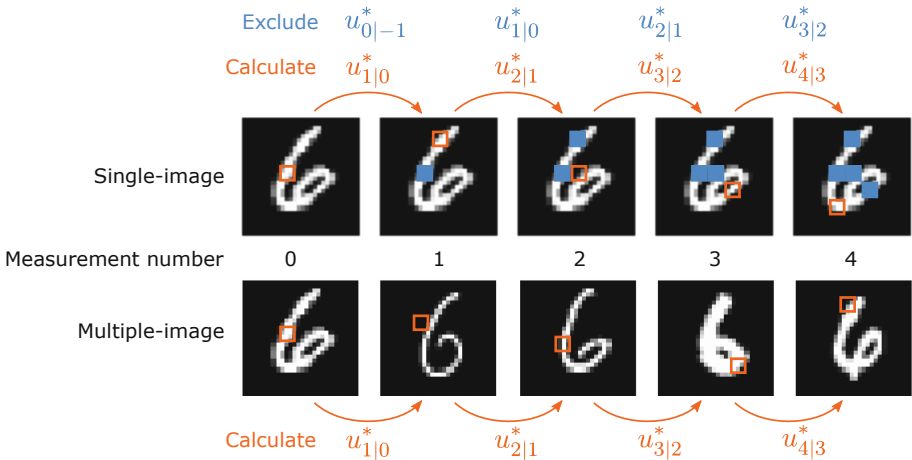 Exclude $u^*_{0|-1}$ $u^*_{1|0}$ $u^*_{2|1}$ $u^*_{3|2}$
Calculate $u^*_{1|0}$ $u^*_{2|1}$ $u^*_{3|2}$ $u^*_{4|3}$
Single-image
Measurement number 0 1 2 3 4
Multiple-image
Calculate $u^*_{1|0}$ $u^*_{2|1}$ $u^*_{3|2}$ $u^*_{4|3}$